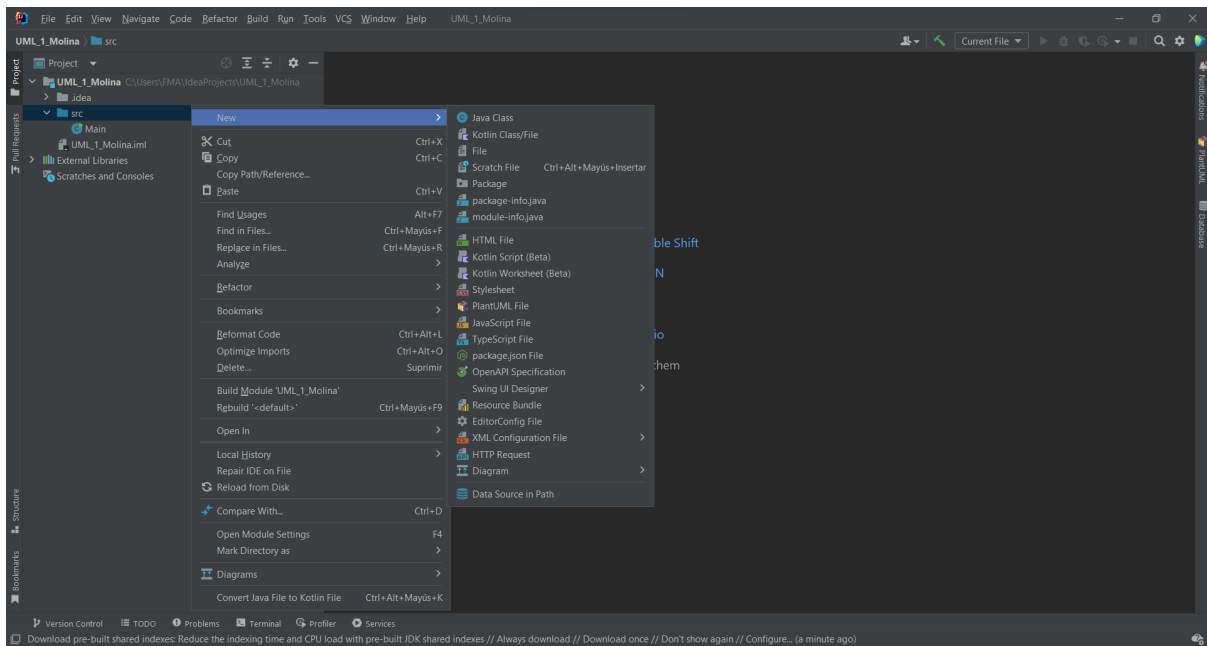 File Edit View Navigate Code Refactor Build Run Tools VCS Window Help UML_1_Molina
UML_1_Molina src Current File
Project
UML_1_Molina C:\Users\FMA\IdeaProjects\UML_1_Molina
.idea
src
Main
UML_1_Molina.iml
External Libraries
Scratches and Consoles
New
Cut Ctrl+X
Copy Ctrl+C
Copy Path/Reference...
Paste Ctrl+V
Find Usages Alt+F7
Find in Files... Ctrl+Mayús+F
Replace in Files... Ctrl+Mayús+R
Analyze
Refactor
Bookmarks
Reformat Code Ctrl+Alt+L
Optimize Imports Ctrl+Alt+O
Delete... Suprimir
Build Module 'UML_1_Molina'
Rebuild '<default>' Ctrl+Mayús+F9
Open In
Local History
Repair IDE on File
Reload from Disk
Compare With... Ctrl+D
Open Module Settings F4
Mark Directory as
Diagrams
Convert Java File to Kotlin File Ctrl+Alt+Mayús+K
Java Class
Kotlin Class/File
File
Scratch File Ctrl+Alt+Mayús+Insertar
Package
package-info.java
module-info.java
HTML File
Kotlin Script (Beta)
Kotlin Worksheet (Beta)
Stylesheet
PlantUML File
JavaScript File
TypeScript File
package.json File
OpenAPI Specification
Swing UI Designer
Resource Bundle
EditorConfig File
XML Configuration File
HTTP Request
Diagram
Data Source in Path
ble Shift
N
io
them
Project
Pull Requests
Structure
Bookmarks
Notifications
PlantUML
Database
Version Control TODO Problems Terminal Profiler Services
Download pre-built shared indexes: Reduce the indexing time and CPU load with pre-built JDK shared indexes // Always download // Download once // Don't show again // Configure... (a minute ago)